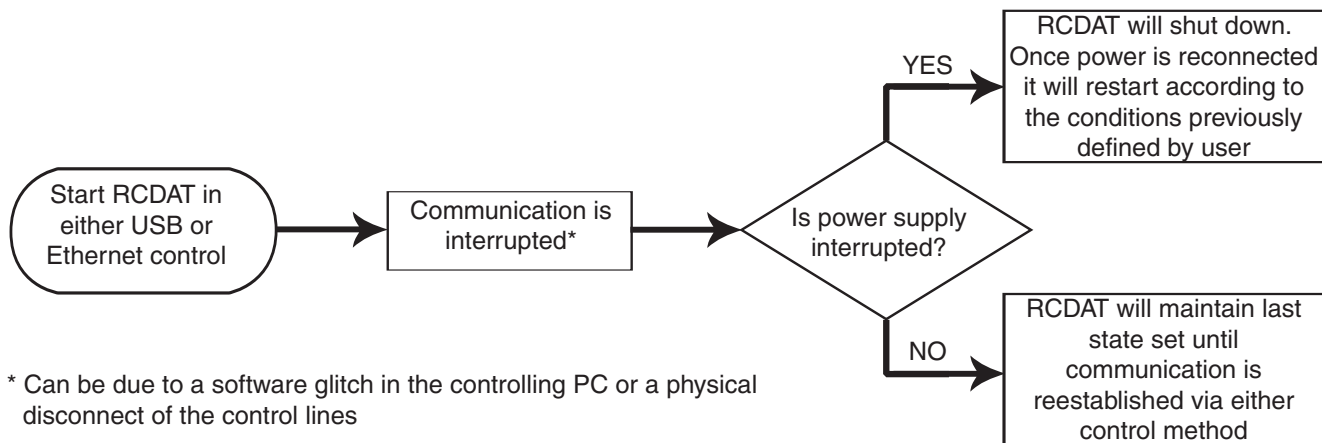 Start RCDAT in
either USB or
Ethernet control
Communication is
interrupted*
Is power supply
interrupted?
YES
RCDAT will shut down.
Once power is reconnected
it will restart according to
the conditions previously
defined by user
NO
RCDAT will maintain last
state set until
communication is
reestablished via either
control method
* Can be due to a software glitch in the controlling PC or a physical
disconnect of the control lines